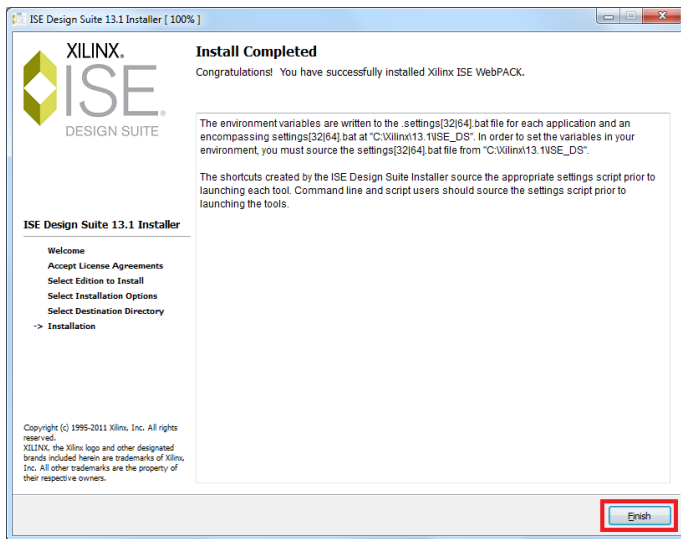 ISE Design Suite 13.1 Installer [ 100% ]
XILINX®
ISE®
DESIGN SUITE
ISE Design Suite 13.1 Installer
Welcome
Accept License Agreements
Select Edition to Install
Select Installation Options
Select Destination Directory
-> Installation
Copyright (c) 1995-2011 Xilinx, Inc. All rights
reserved.
XILINX, the Xilinx logo and other designated
brands included herein are trademarks of Xilinx,
Inc. All other trademarks are the property of
their respective owners.
Install Completed
Congratulations! You have successfully installed Xilinx ISE WebPACK.
The environment variables are written to the .settings[32|64].bat file for each application and an
encompassing settings[32|64].bat at "C:\Xilinx\13.1\ISE_DS". In order to set the variables in your
environment, you must source the settings[32|64].bat file from "C:\Xilinx\13.1\ISE_DS".
The shortcuts created by the ISE Design Suite Installer source the appropriate settings script prior to
launching each tool. Command line and script users should source the settings script prior to
launching the tools.
Finish